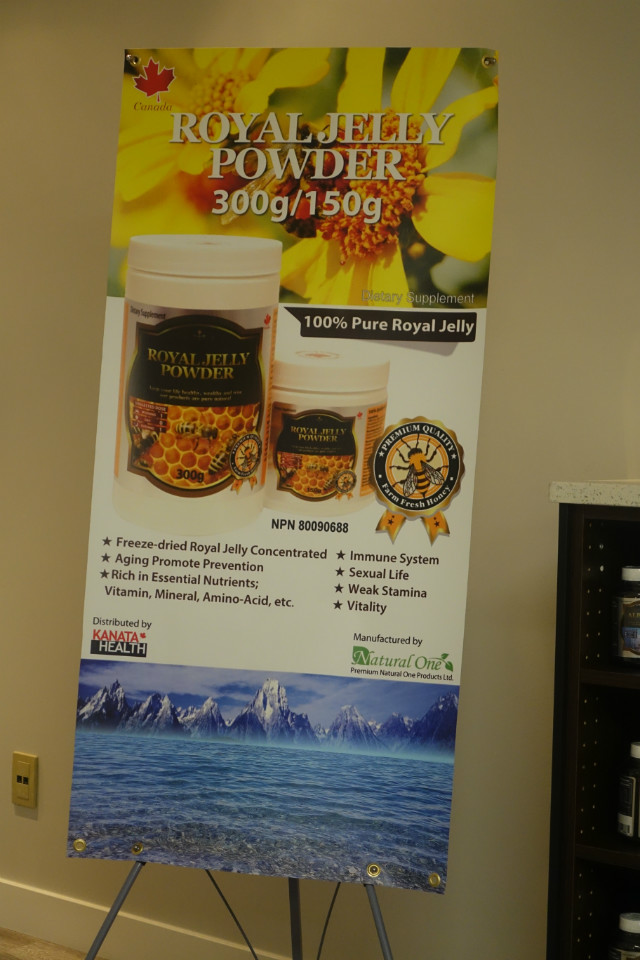 Canada
ROYAL JELLY
POWDER
300g/150g
Dietary Supplement
100% Pure Royal Jelly
Dietary Supplement
ROYAL JELLY
POWDER
300g
ROYAL JELLY
POWDER
PREMIUM QUALITY
Farm Fresh Honey
NPN 80090688
★ Freeze-dried Royal Jelly Concentrated
★ Aging Promote Prevention
★ Rich in Essential Nutrients;
Vitamin, Mineral, Amino-Acid, etc.
★ Immune System
★ Sexual Life
★ Weak Stamina
★ Vitality
Distributed by
KANATA
HEALTH
Manufactured by
Natural One
Premium Natural One Products Ltd.